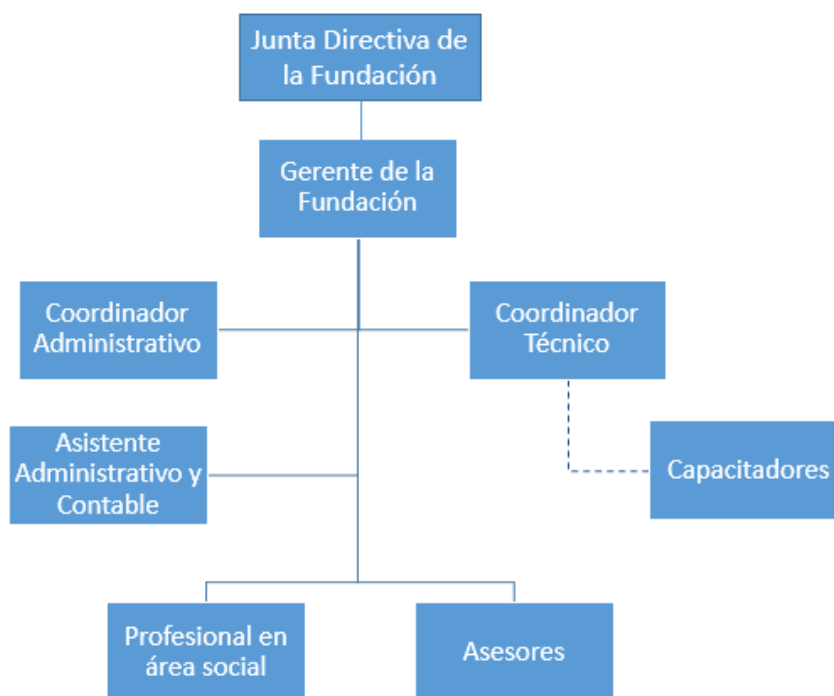 Junta Directiva de
la Fundación
Gerente de la
Fundación
Coordinador
Administrativo
Coordinador
Técnico
Asistente
Administrativo y
Contable
Capacitadores
Profesional en
área social
Asesores